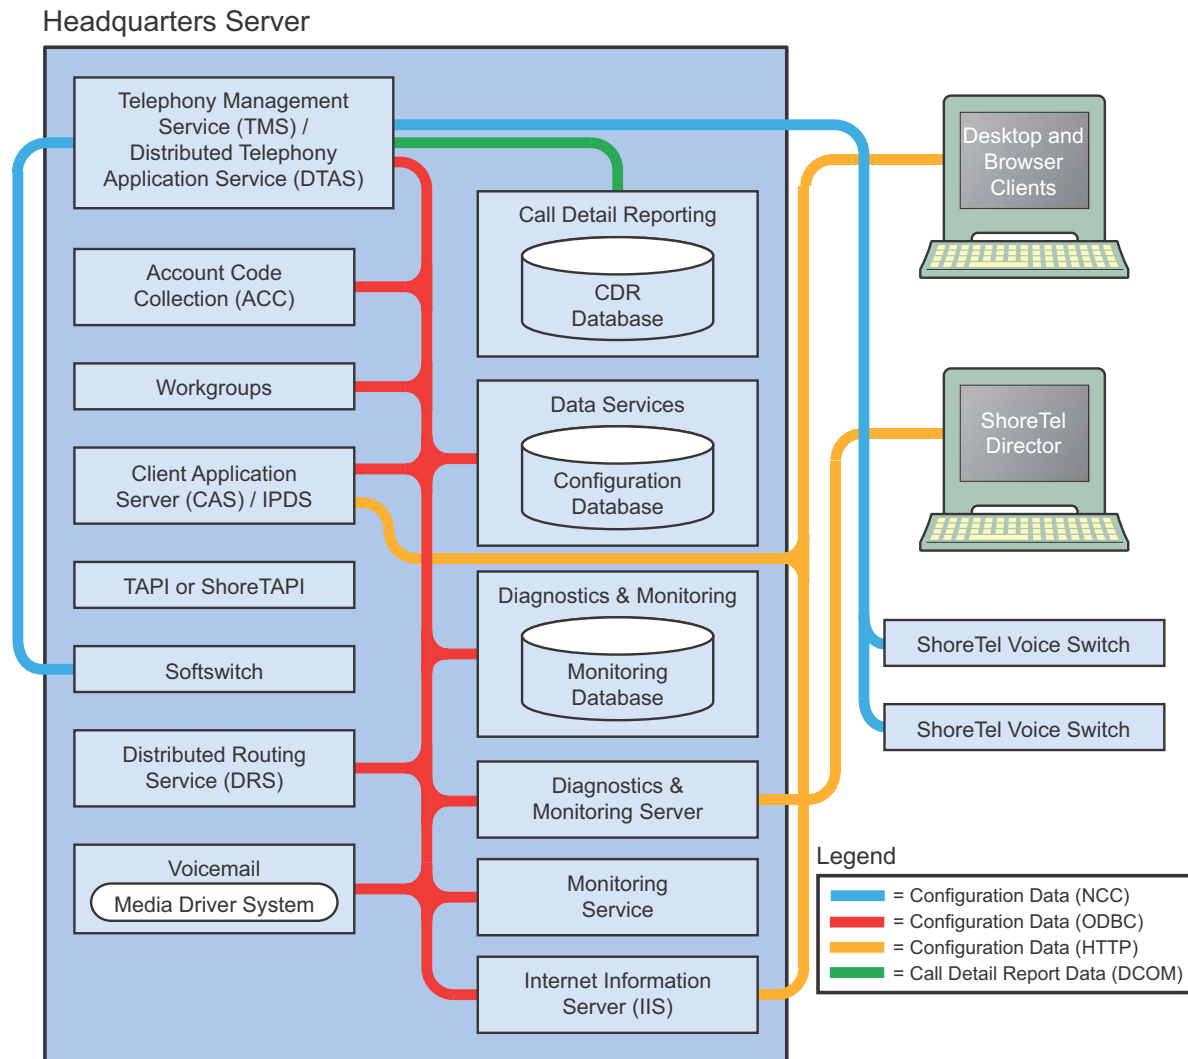 Headquarters Server
Telephony Management
Service (TMS) /
Distributed Telephony
Application Service (DTAS)
Account Code
Collection (ACC)
Workgroups
Client Application
Server (CAS) / IPDS
TAPI or ShoreTAPI
Softswitch
Distributed Routing
Service (DRS)
Voicemail
Media Driver System
Call Detail Reporting
CDR
Database
Data Services
Configuration
Database
Diagnostics & Monitoring
Monitoring
Database
Diagnostics &
Monitoring Server
Monitoring
Service
Internet Information
Server (IIS)
Desktop and
Browser
Clients
ShoreTel
Director
ShoreTel Voice Switch
ShoreTel Voice Switch
Legend
= Configuration Data (NCC)
= Configuration Data (ODBC)
= Configuration Data (HTTP)
= Call Detail Report Data (DCOM)